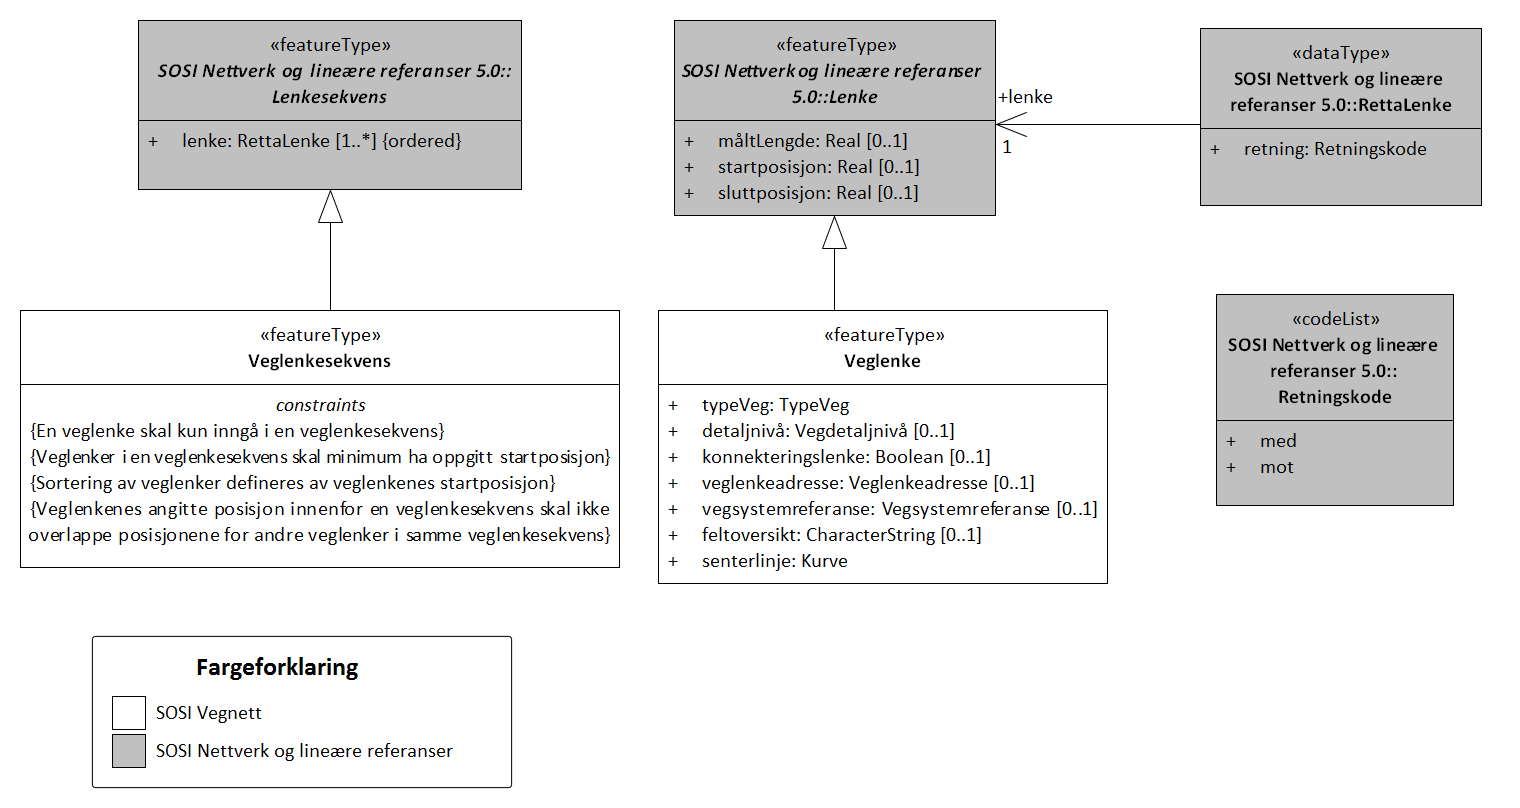 «featureType»
SOSI Nettverk og lineære referanser 5.0::
Lenkesekvens
+ lenke: RettaLenke [1..*] {ordered}
«featureType»
SOSI Nettverk og lineære referanser
5.0::Lenke
+ måltLengde: Real [0..1]
+ startposisjon: Real [0..1]
+ sluttposisjon: Real [0..1]
+lenke
1
«dataType»
SOSI Nettverk og lineære
referanser 5.0::RettaLenke
+ retning: Retningskode
«featureType»
Veglenkesekvens
constraints
{En veglenke skal kun inngå i en veglenkesekvens}
{Veglenker i en veglenkesekvens skal minimum ha oppgitt startposisjon}
{Sortering av veglenker defineres av veglenkenes startposisjon}
{Veglenkenes angitte posisjon innenfor en veglenkesekvens skal ikke
overlappe posisjonene for andre veglenker i samme veglenkesekvens}
«featureType»
Veglenke
+ typeVeg: TypeVeg
+ detaljnivå: Vegdetaljnivå [0..1]
+ konnekteringslenke: Boolean [0..1]
+ veglenkeadresse: Veglenkeadresse [0..1]
+ vegsystemreferanse: Vegsystemreferanse [0..1]
+ feltoversikt: CharacterString [0..1]
+ senterlinje: Kurve
«codeList»
SOSI Nettverk og lineære
referanser 5.0::
Retningskode
+ med
+ mot
Fargeforklaring
SOSI Vegnett
SOSI Nettverk og lineære referanser